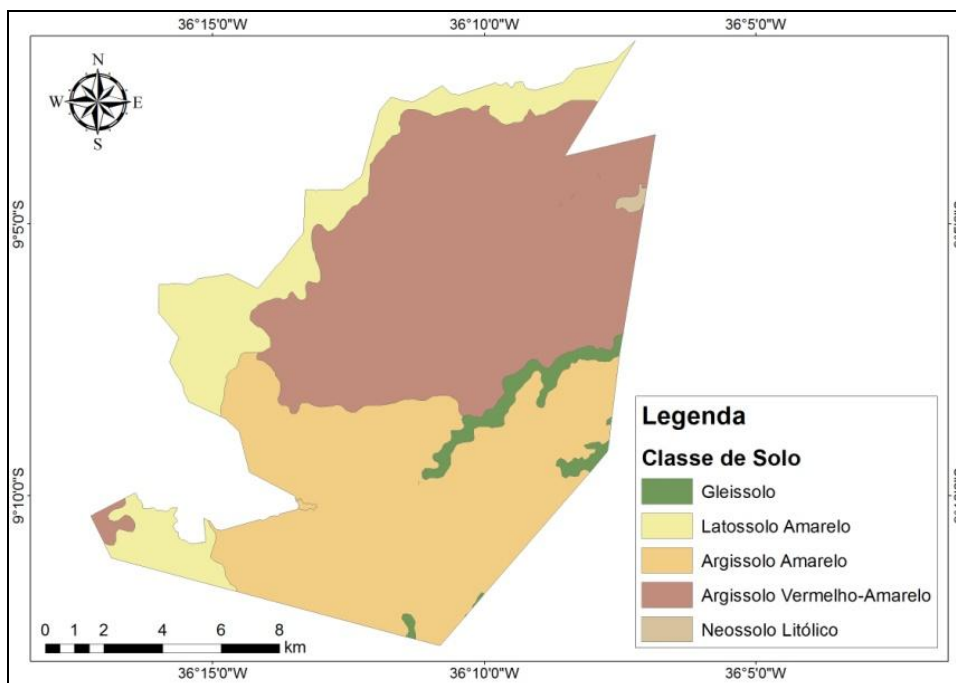 36°15'0"W 36°10'0"W 36°5'0"W
N
W E
S
9°5'0"S
9°10'0"S
Legenda
Classe de Solo
Gleissolo
Latossolo Amarelo
Argissolo Amarelo
Argissolo Vermelho-Amarelo
Neossolo Litólico
0 1 2 4 6 8
km
36°15'0"W 36°10'0"W 36°5'0"W